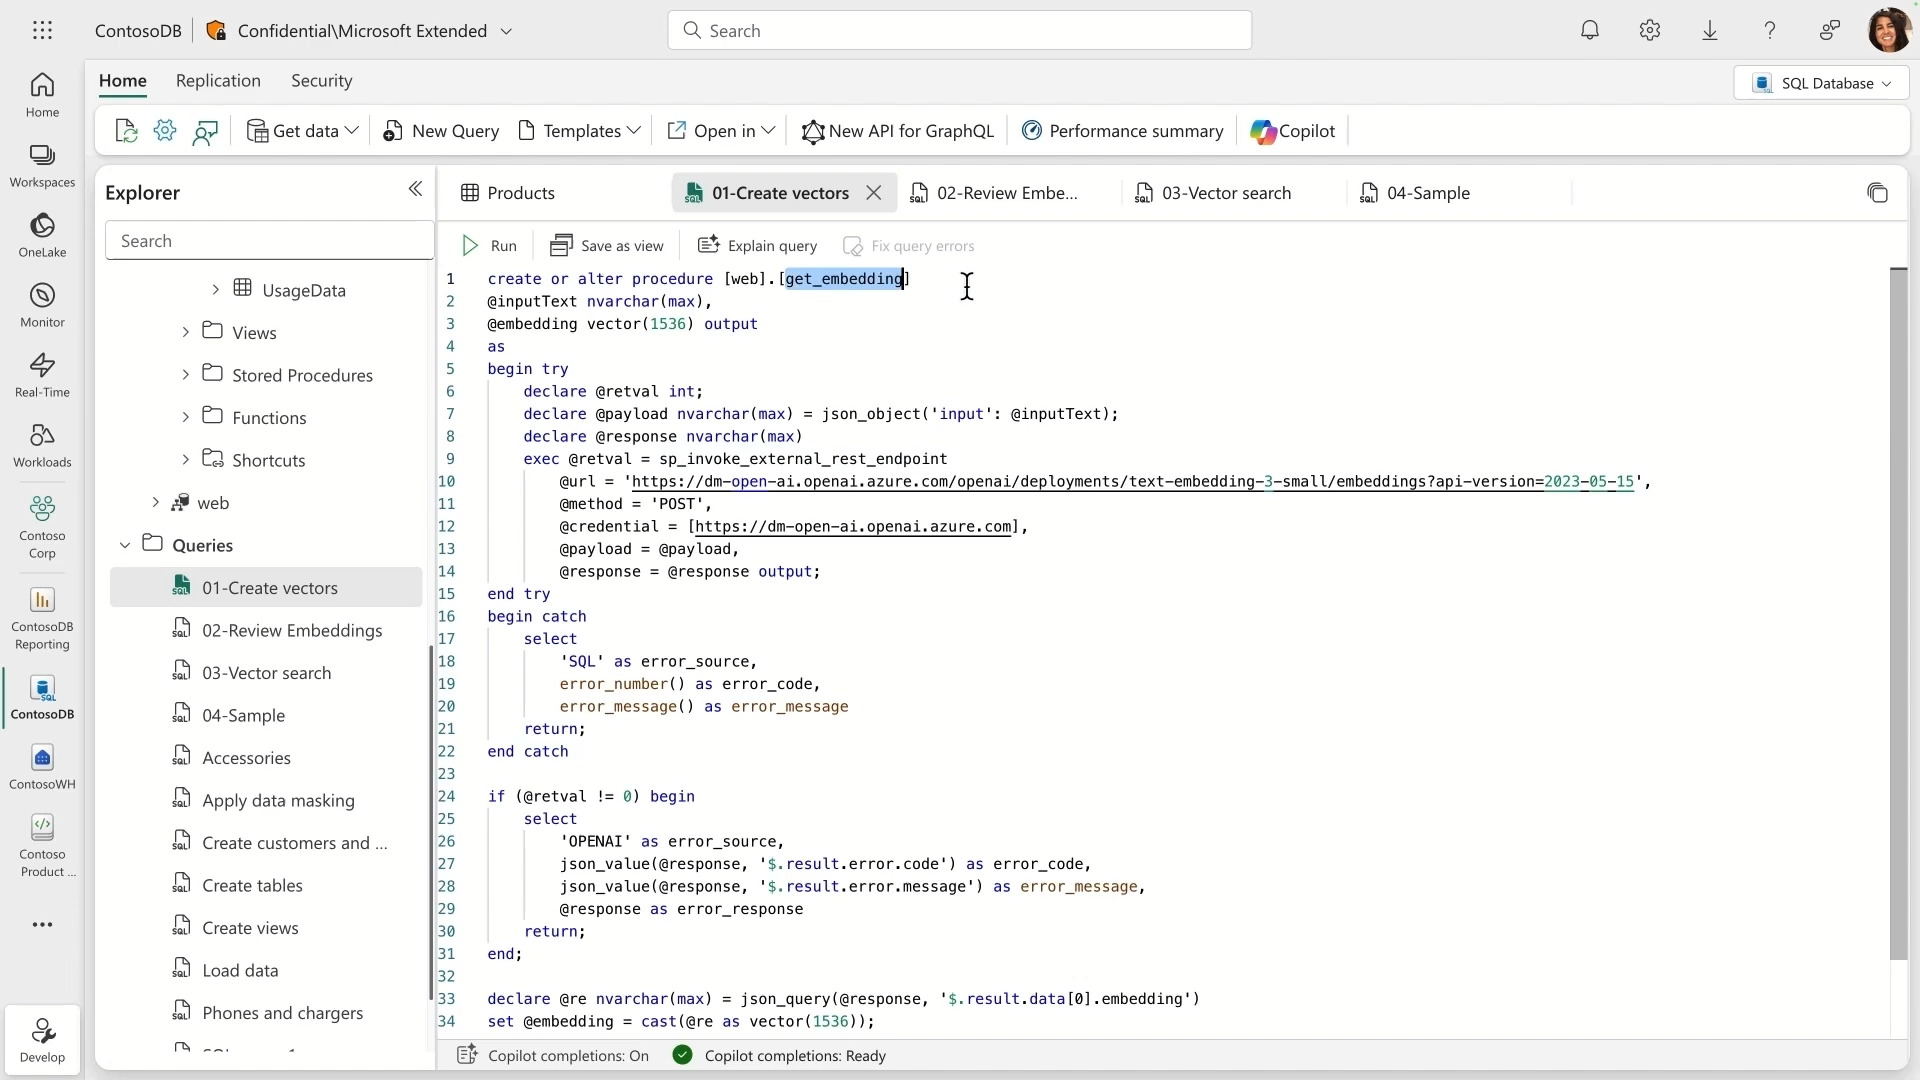 ContosoDB
Confidential\Microsoft Extended
Search
Home
Replication
Security
SQL Database
Get data
New Query
Templates
Open in
New API for GraphQL
Performance summary
Copilot
Home
Workspaces
OneLake
Monitor
Real-Time
Workloads
Contoso
Corp
ContosoDB
Reporting
ContosoDB
ContosoWH
Contoso
Product ...
Develop
Explorer
Search
UsageData
Views
Stored Procedures
Functions
Shortcuts
web
Queries
01-Create vectors
02-Review Embeddings
03-Vector search
04-Sample
Accessories
Apply data masking
Create customers and ...
Create tables
Create views
Load data
Phones and chargers
Products
01-Create vectors
02-Review Embe...
03-Vector search
04-Sample
Run
Save as view
Explain query
Fix query errors
1 create or alter procedure [web].[get_embedding]
2 @inputText nvarchar(max),
3 @embedding vector(1536) output
4 as
5 begin try
6 declare @retval int;
7 declare @payload nvarchar(max) = json_object('input': @inputText);
8 declare @response nvarchar(max)
9 exec @retval = sp_invoke_external_rest_endpoint
10 @url = 'https://dm-open-ai.openai.azure.com/openai/deployments/text-embedding-3-small/embeddings?api-version=2023-05-15',
11 @method = 'POST',
12 @credential = [https://dm-open-ai.openai.azure.com],
13 @payload = @payload,
14 @response = @response output;
15 end try
16 begin catch
17 select
18 'SQL' as error_source,
19 error_number() as error_code,
20 error_message() as error_message
21 return;
22 end catch
23
24 if (@retval != 0) begin
25 select
26 'OPENAI' as error_source,
27 json_value(@response, '$.result.error.code') as error_code,
28 json_value(@response, '$.result.error.message') as error_message,
29 @response as error_response
30 return;
31 end;
32
33 declare @re nvarchar(max) = json_query(@response, '$.result.data[0].embedding')
34 set @embedding = cast(@re as vector(1536));
Copilot completions: On
Copilot completions: Ready